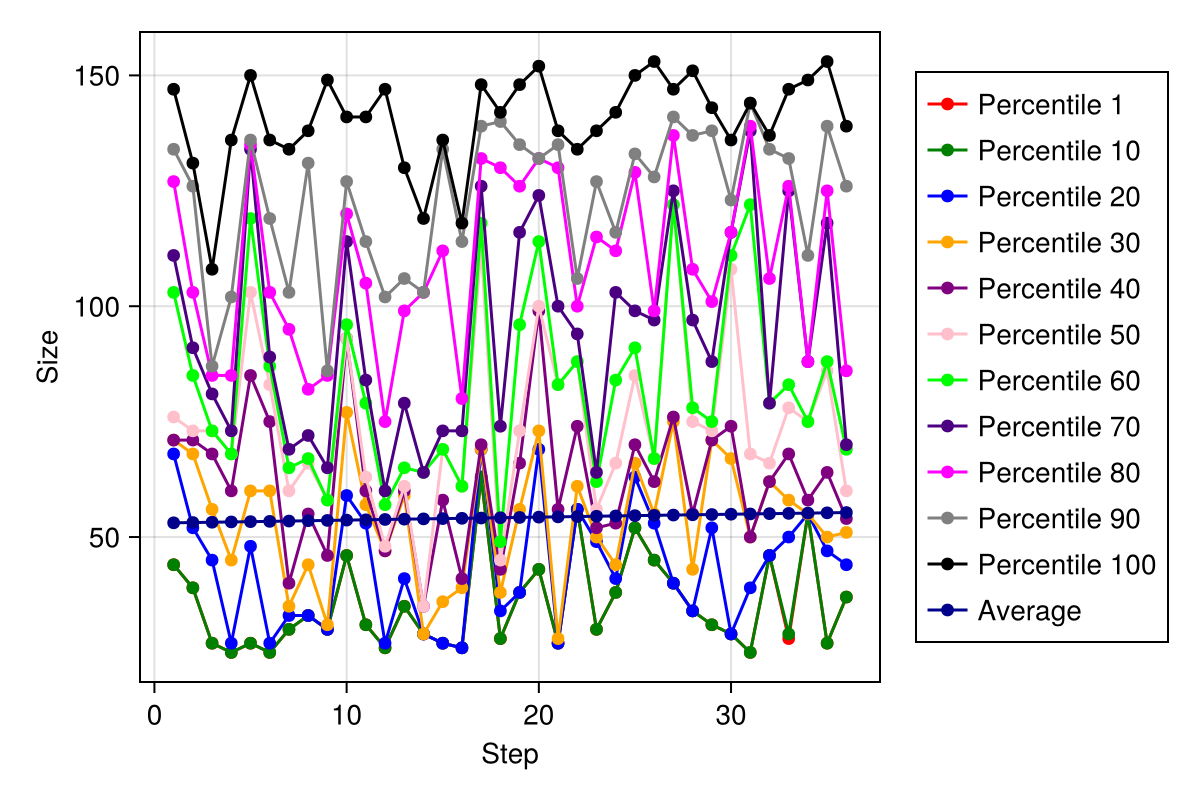 150
100
50
Size
0
10
20
30
Step
Percentile 1
Percentile 10
Percentile 20
Percentile 30
Percentile 40
Percentile 50
Percentile 60
Percentile 70
Percentile 80
Percentile 90
Percentile 100
Average